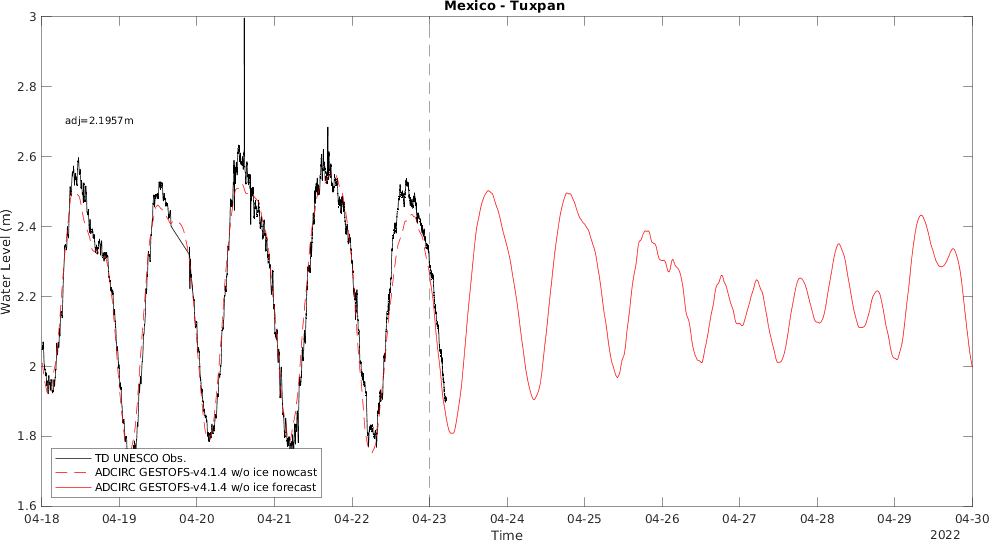 Mexico - Tuxpan
3
2.8
2.6
2.4
2.2
2
1.8
1.6
Water Level (m)
adj=2.1957m
TD UNESCO Obs.
ADCIRC GESTOFS-v4.1.4 w/o ice nowcast
ADCIRC GESTOFS-v4.1.4 w/o ice forecast
04-18 04-19 04-20 04-21 04-22 04-23 04-24 04-25 04-26 04-27 04-28 04-29 04-30
Time
2022